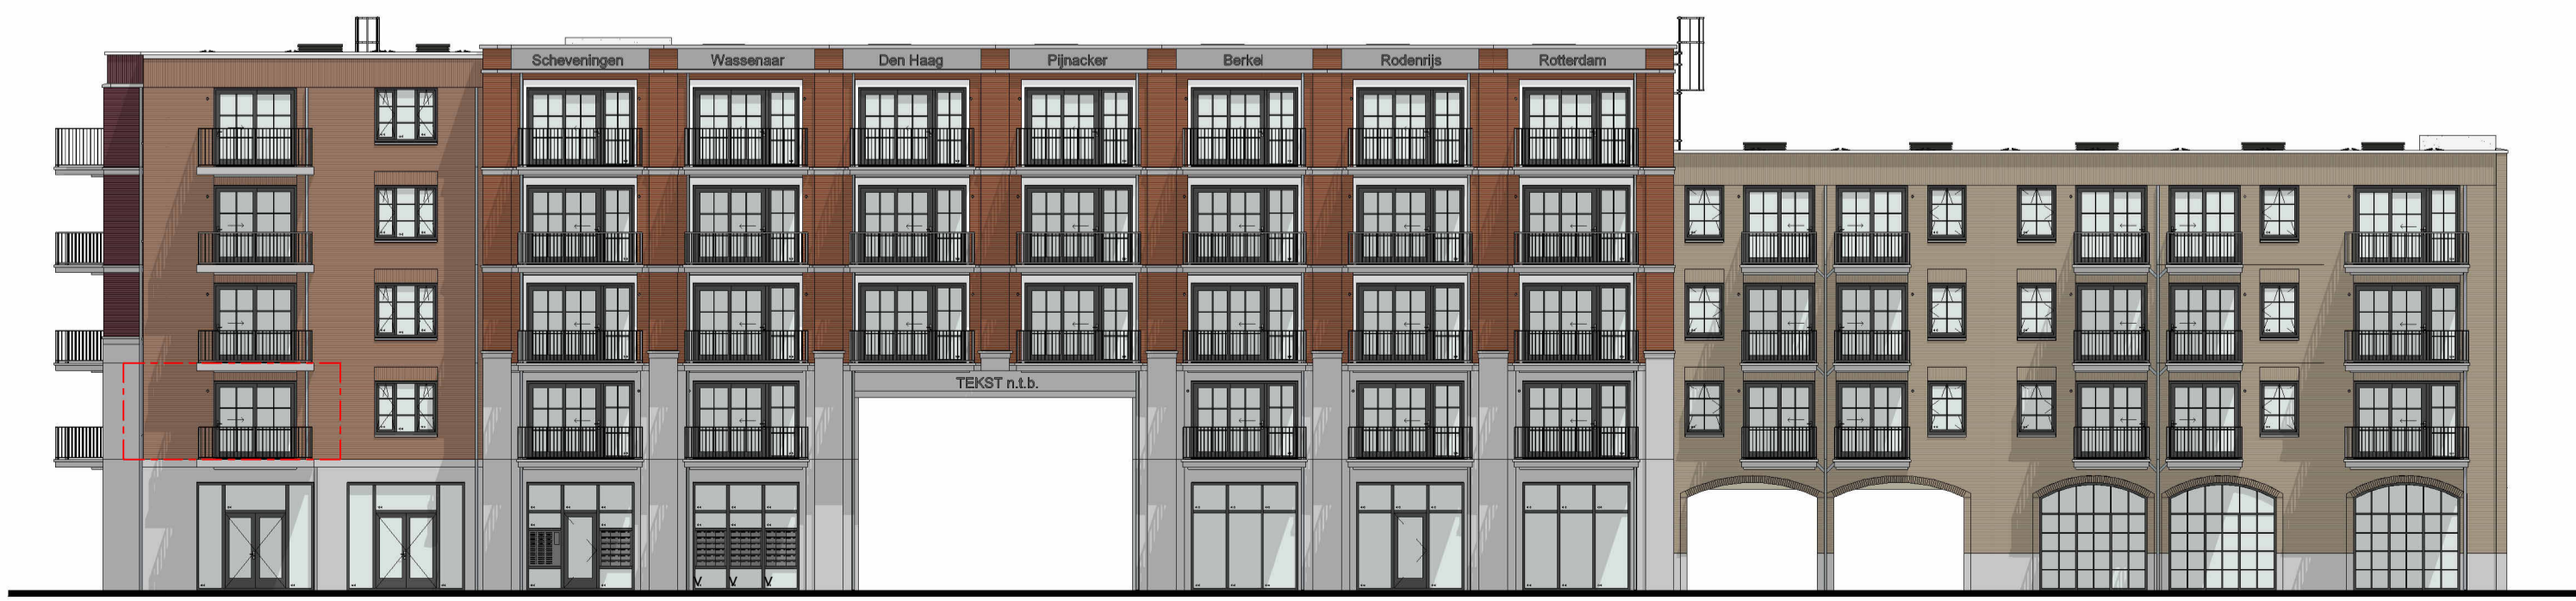 Scheveningen
Wassenaar
Den Haag
Pijnacker
Berkel
Rodenrijs
Rotterdam
TEKST n.t.b.